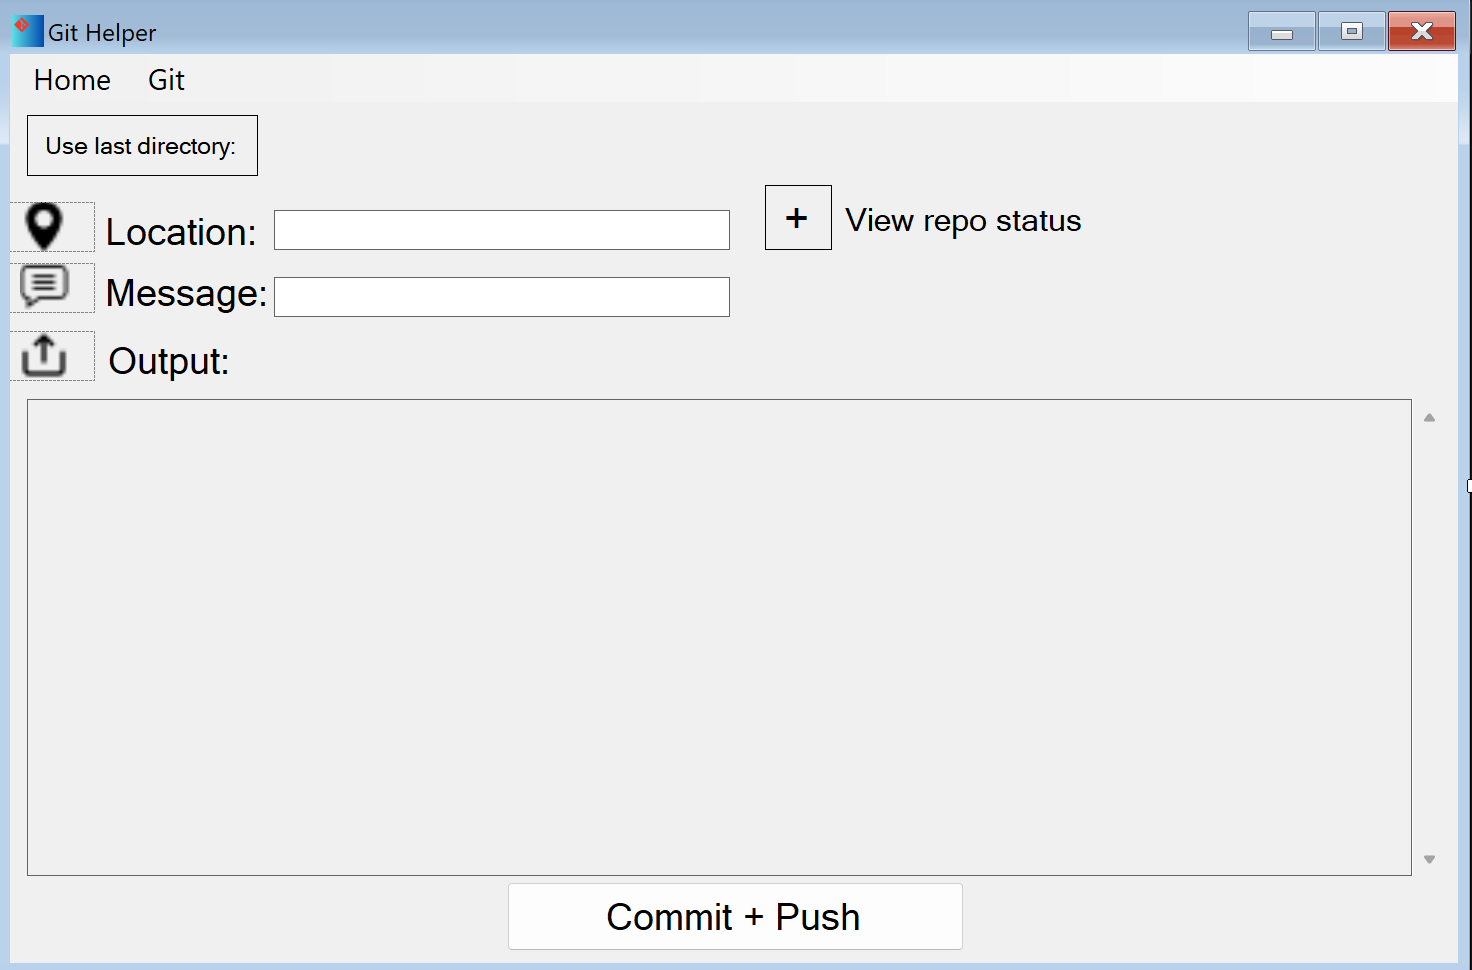 Git Helper
Home Git
Use last directory:
Location:
+ View repo status
Message:
Output:
Commit + Push